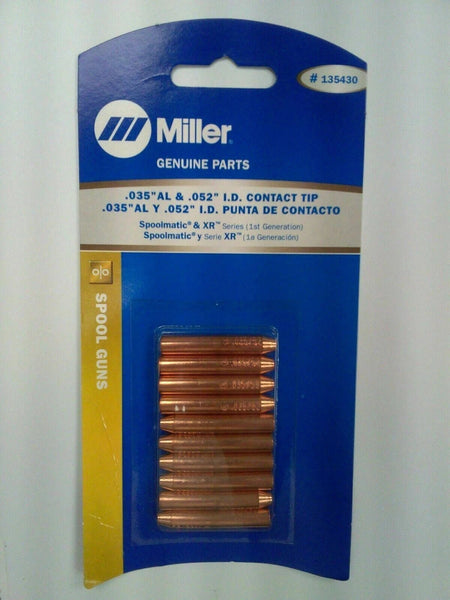 # 135430
Miller®
GENUINE PARTS
.035"AL & .052" I.D. CONTACT TIP
.035"AL Y .052" I.D. PUNTA DE CONTACTO
Spoolmatic® & XR™ Series (1st Generation)
Spoolmatic® y Serie XR™ (1a Generación)
SPOOL GUNS